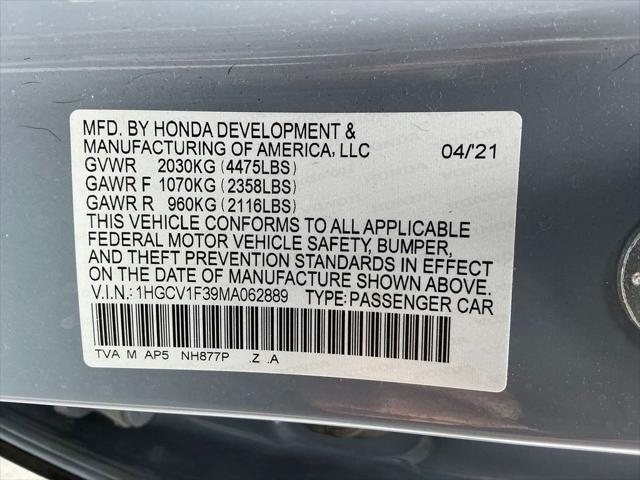 MFD. BY HONDA DEVELOPMENT &
MANUFACTURING OF AMERICA, LLC 04/'21
GVWR 2030KG (4475LBS)
GAWR F 1070KG (2358LBS)
GAWR R 960KG (2116LBS)
THIS VEHICLE CONFORMS TO ALL APPLICABLE
FEDERAL MOTOR VEHICLE SAFETY, BUMPER,
AND THEFT PREVENTION STANDARDS IN EFFECT
ON THE DATE OF MANUFACTURE SHOWN ABOVE.
V.I.N.: 1HGCV1F39MA062889 TYPE: PASSENGER CAR
TVA M AP5 NH877P .Z .A